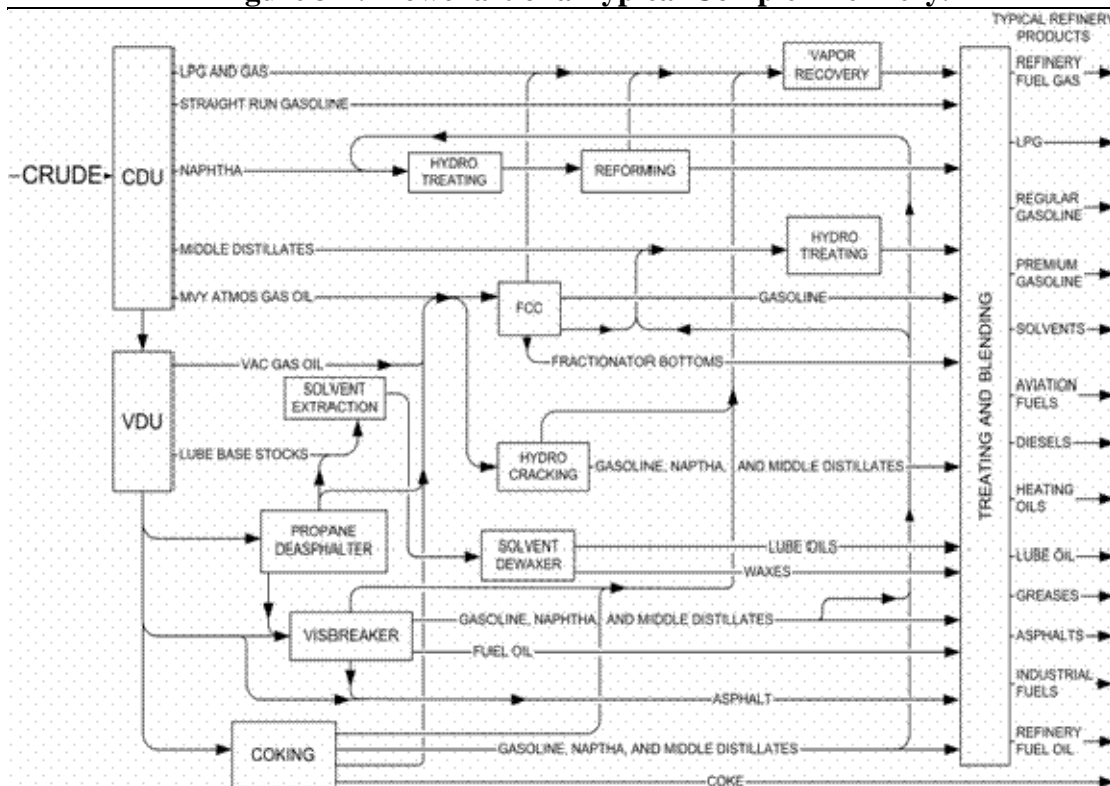 TYPICAL REFINERY
PRODUCTS
LPG AND GAS
VAPOR
RECOVERY
REFINERY
FUEL GAS
STRAIGHT RUN GASOLINE
LPG
CRUDE
CDU
NAPHTHA
HYDRO
TREATING
REFORMING
REGULAR
GASOLINE
MIDDLE DISTILLATES
HYDRO
TREATING
PREMIUM
GASOLINE
MVY ATMOS GAS OIL
FCC
GASOLINE
SOLVENTS
VAC GAS OIL
FRACTIONATOR BOTTOMS
TREATING AND BLENDING
VDU
SOLVENT
EXTRACTION
AVIATION
FUELS
LUBE BASE STOCKS
HYDRO
CRACKING
GASOLINE, NAPTHA, AND MIDDLE DISTILLATES
DIESELS
HEATING
OILS
PROPANE
DEASPHALTER
SOLVENT
DEWAXER
LUBE OILS
WAXES
LUBE OIL
GREASES
VISBREAKER
GASOLINE, NAPHTHA, AND MIDDLE DISTILLATES
FUEL OIL
ASPHALTS
ASPHALT
INDUSTRIAL
FUELS
COKING
GASOLINE, NAPTHA, AND MIDDLE DISTILLATES
REFINERY
FUEL OIL
COKE